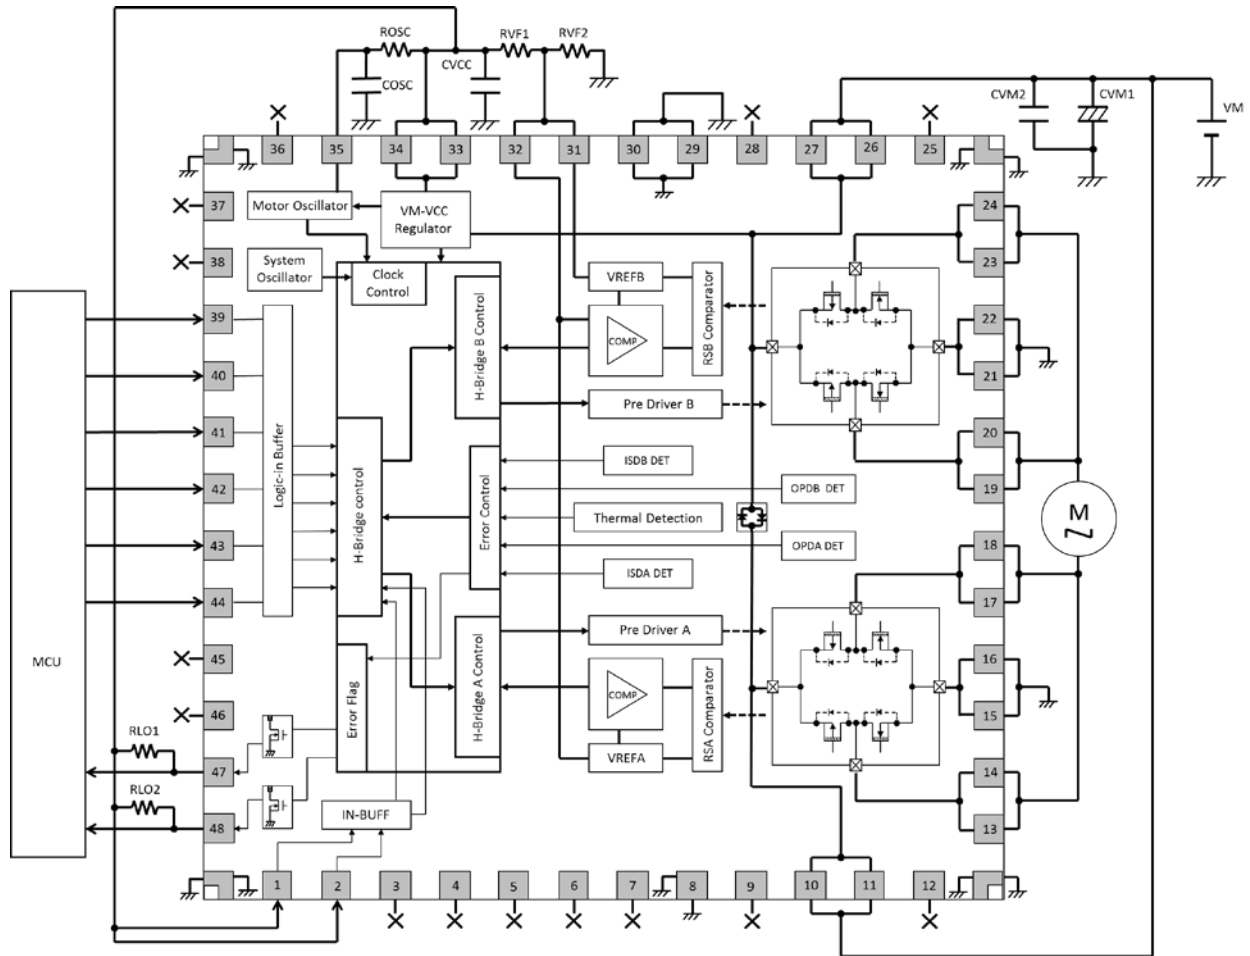 ROSC
RVF1
RVF2
CVCC
COSC
CVM2
CVM1
VM
36
35
34
33
32
31
30
29
28
27
26
25
37
Motor Oscillator
VM-VCC
Regulator
24
38
System
Oscillator
Clock
Control
VREFB
23
39
H-Bridge B Control
COMP
RSB Comparator
22
40
21
41
Pre Driver B
20
Logic-in Buffer
ISDB DET
42
OPDB DET
19
H-Bridge control
Error Control
Thermal Detection
M
43
OPDA DET
18
44
ISDA DET
17
MCU
45
Pre Driver A
16
Error Flag
H-Bridge A Control
COMP
RSA Comparator
46
15
RLO1
VREFA
47
14
RLO2
48
IN-BUFF
13
1
2
3
4
5
6
7
8
9
10
11
12